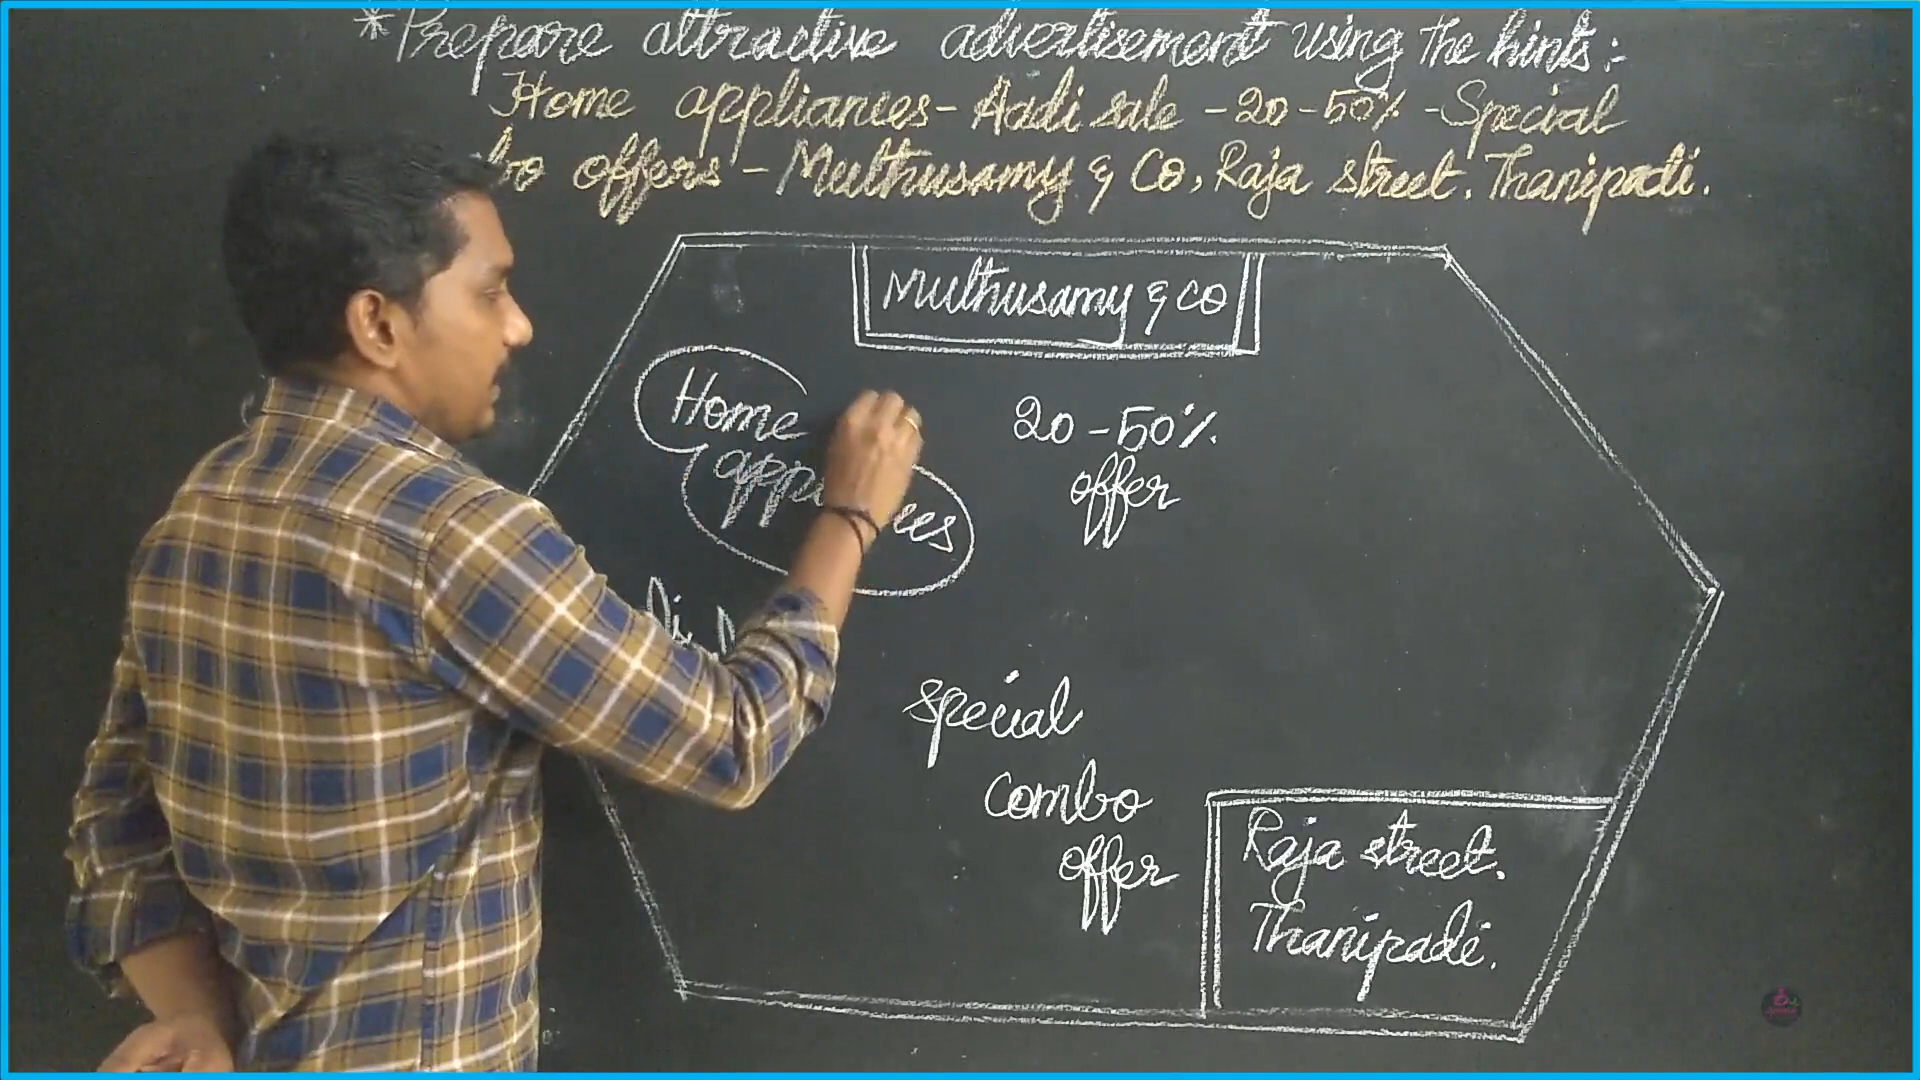 *Prepare attractive advertisement using the hints:-
Home appliances - Aadi sale - 20-50% - Special
offers - Muthusamy & Co, Raja street. Thanipadi.
Muthusamy & Co
Home
20-50%
offer
special
combo
offer
Raja street.
Thanipadi.